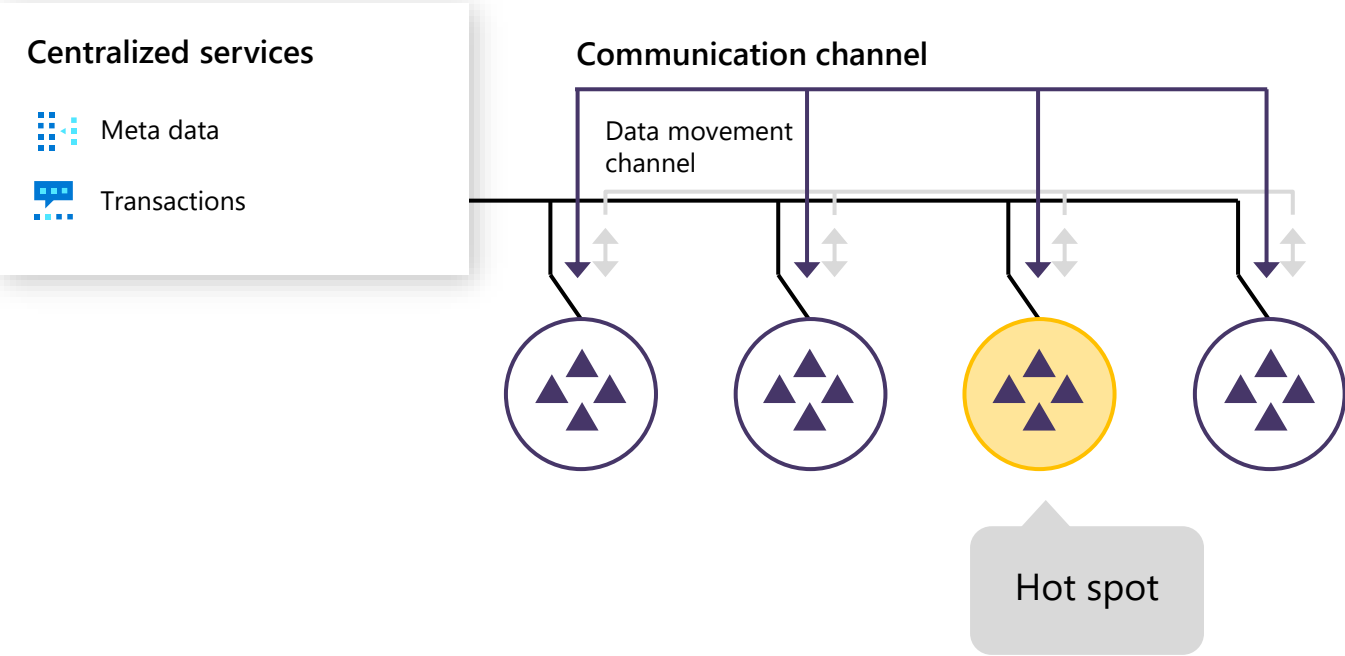 Centralized services
Meta data
Transactions
Communication channel
Data movement
channel
Hot spot